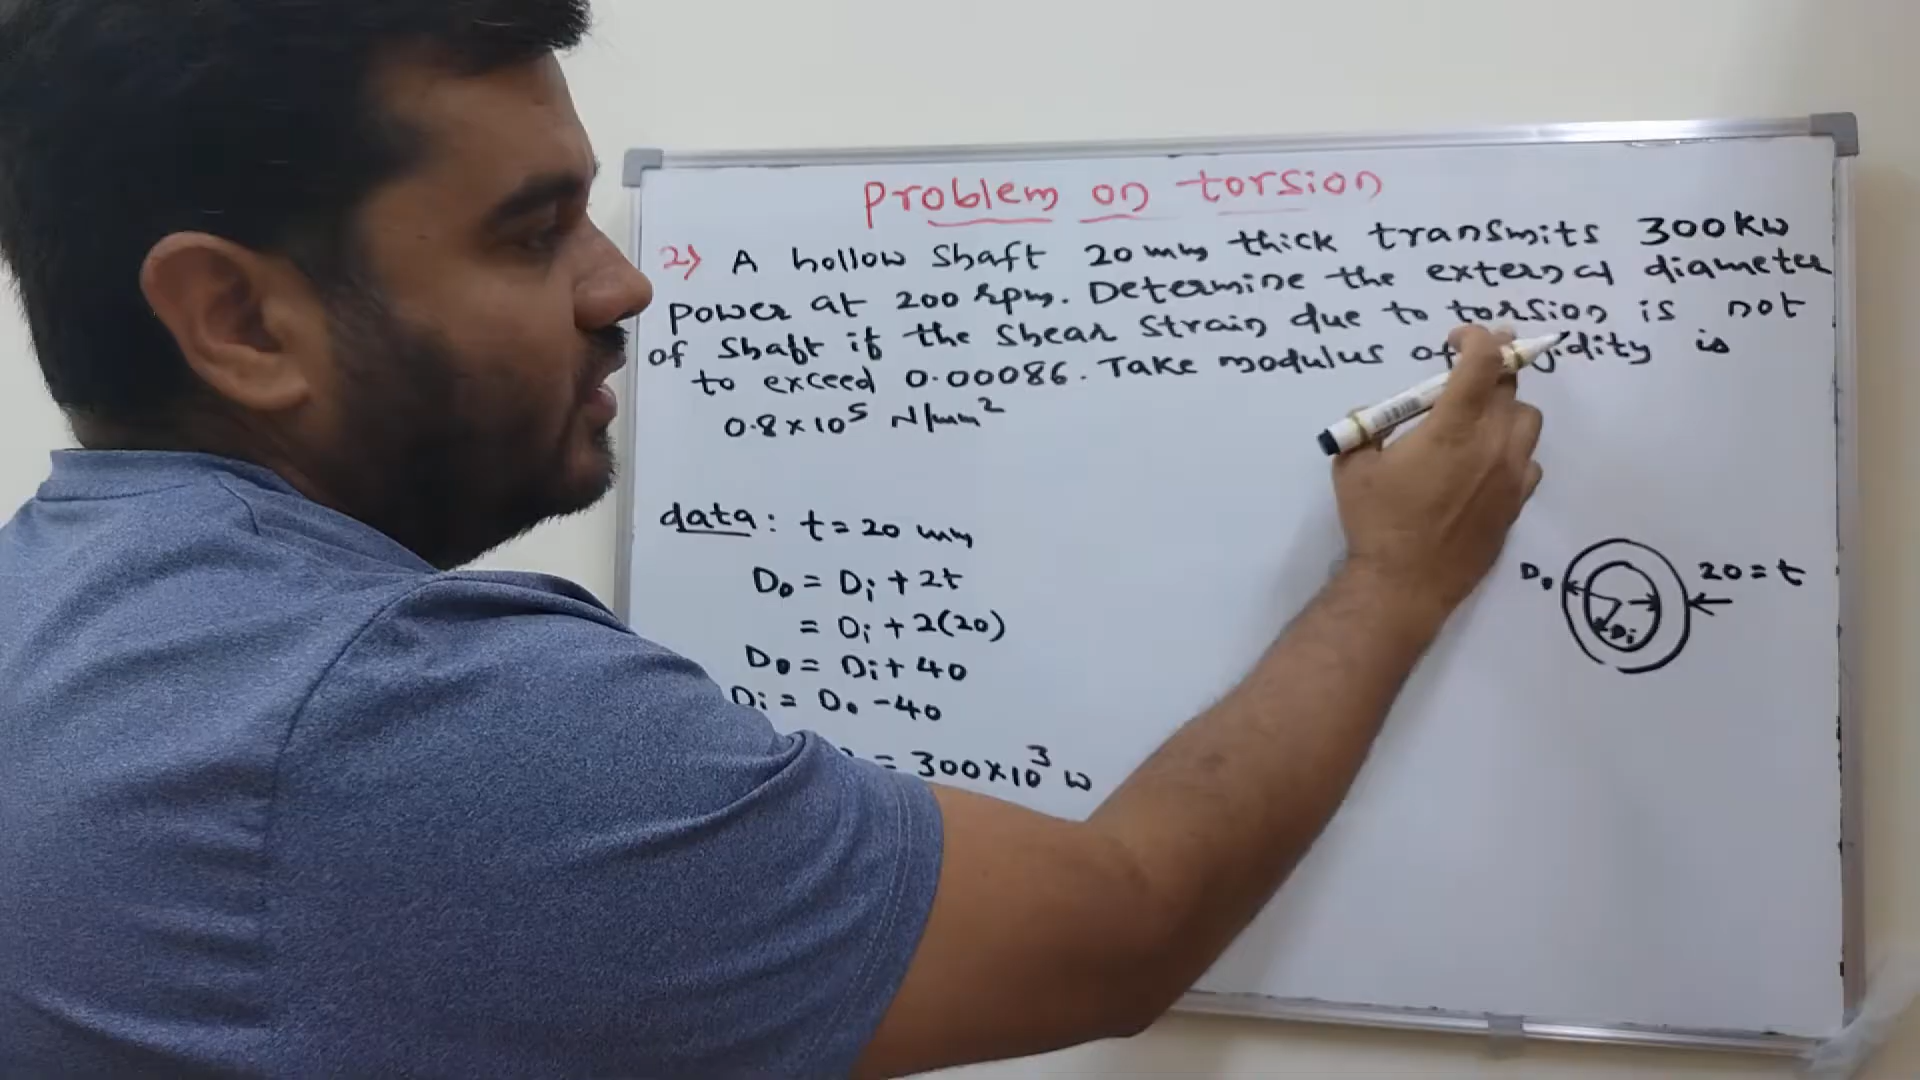 Problem on torsion
2) A hollow shaft 20 mm thick transmits 300 KW
power at 200 rpm. Determine the external diameter
of shaft if the shear strain due to torsion is not
to exceed 0.00086. Take modulus of is
0.8 × 10⁵ N/mm²
data: t = 20 mm
D₀ = Dᵢ + 2t
= Dᵢ + 2(20)
D₀ = Dᵢ + 40
Dᵢ = D₀ - 40
= 300×10³ W
D₀
20 = t
Dᵢ